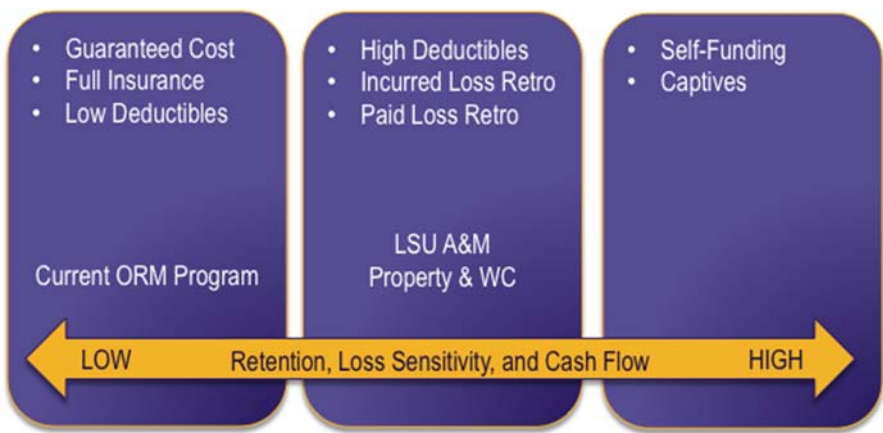 • Guaranteed Cost
• Full Insurance
• Low Deductibles
Current ORM Program
• High Deductibles
• Incurred Loss Retro
• Paid Loss Retro
LSU A&M
Property & WC
• Self-Funding
• Captives
LOW Retention, Loss Sensitivity, and Cash Flow HIGH